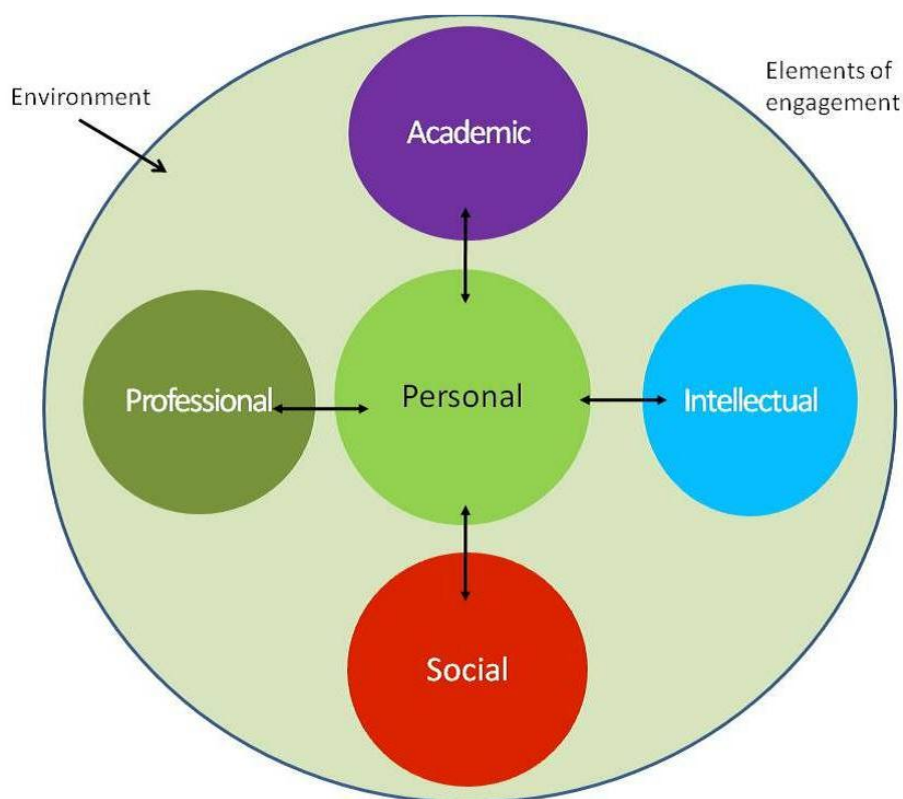 Environment
Elements of
engagement
Academic
Professional
Personal
Intellectual
Social